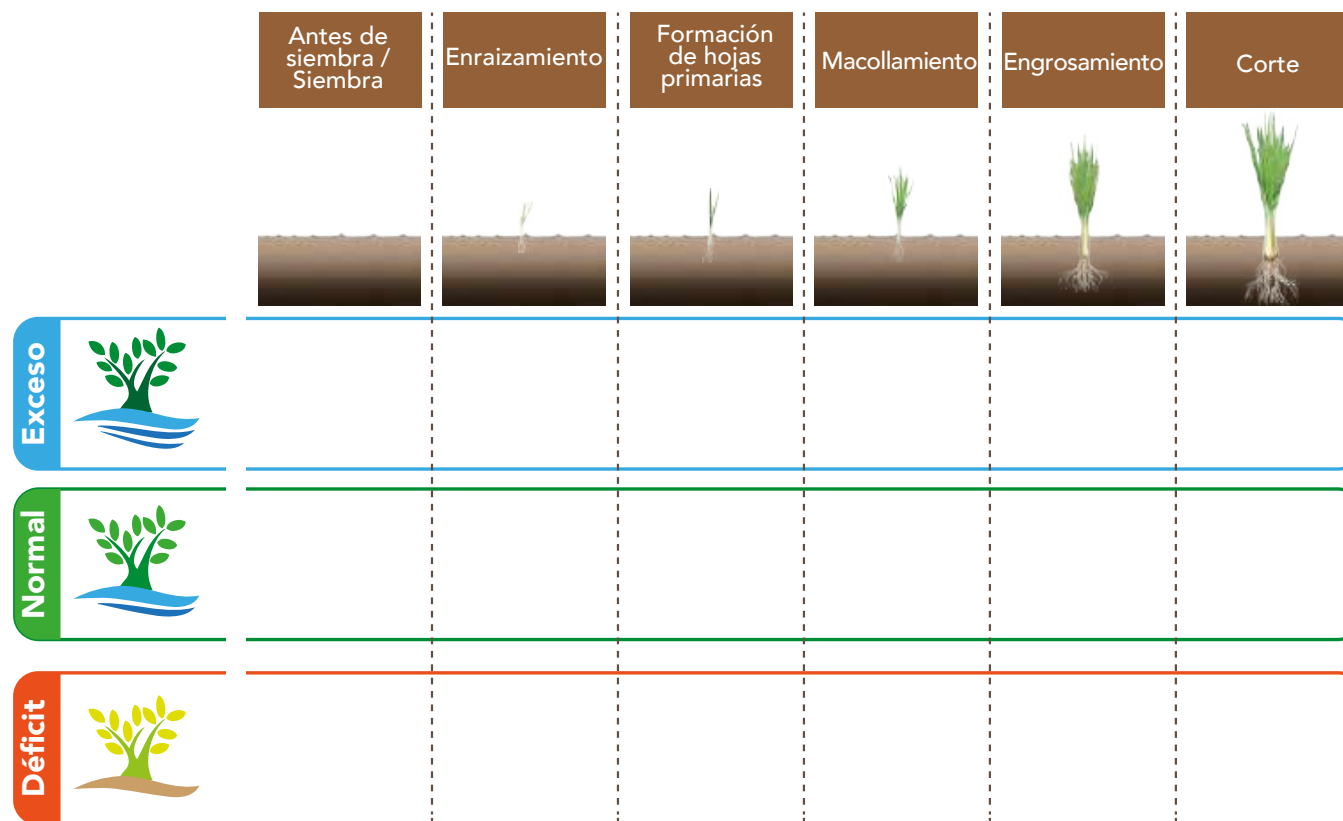 Antes de
siembra /
Siembra
Enraizamiento
Formación
de hojas
primarias
Macollamiento
Engrosamiento
Corte
Exceso
Normal
Déficit